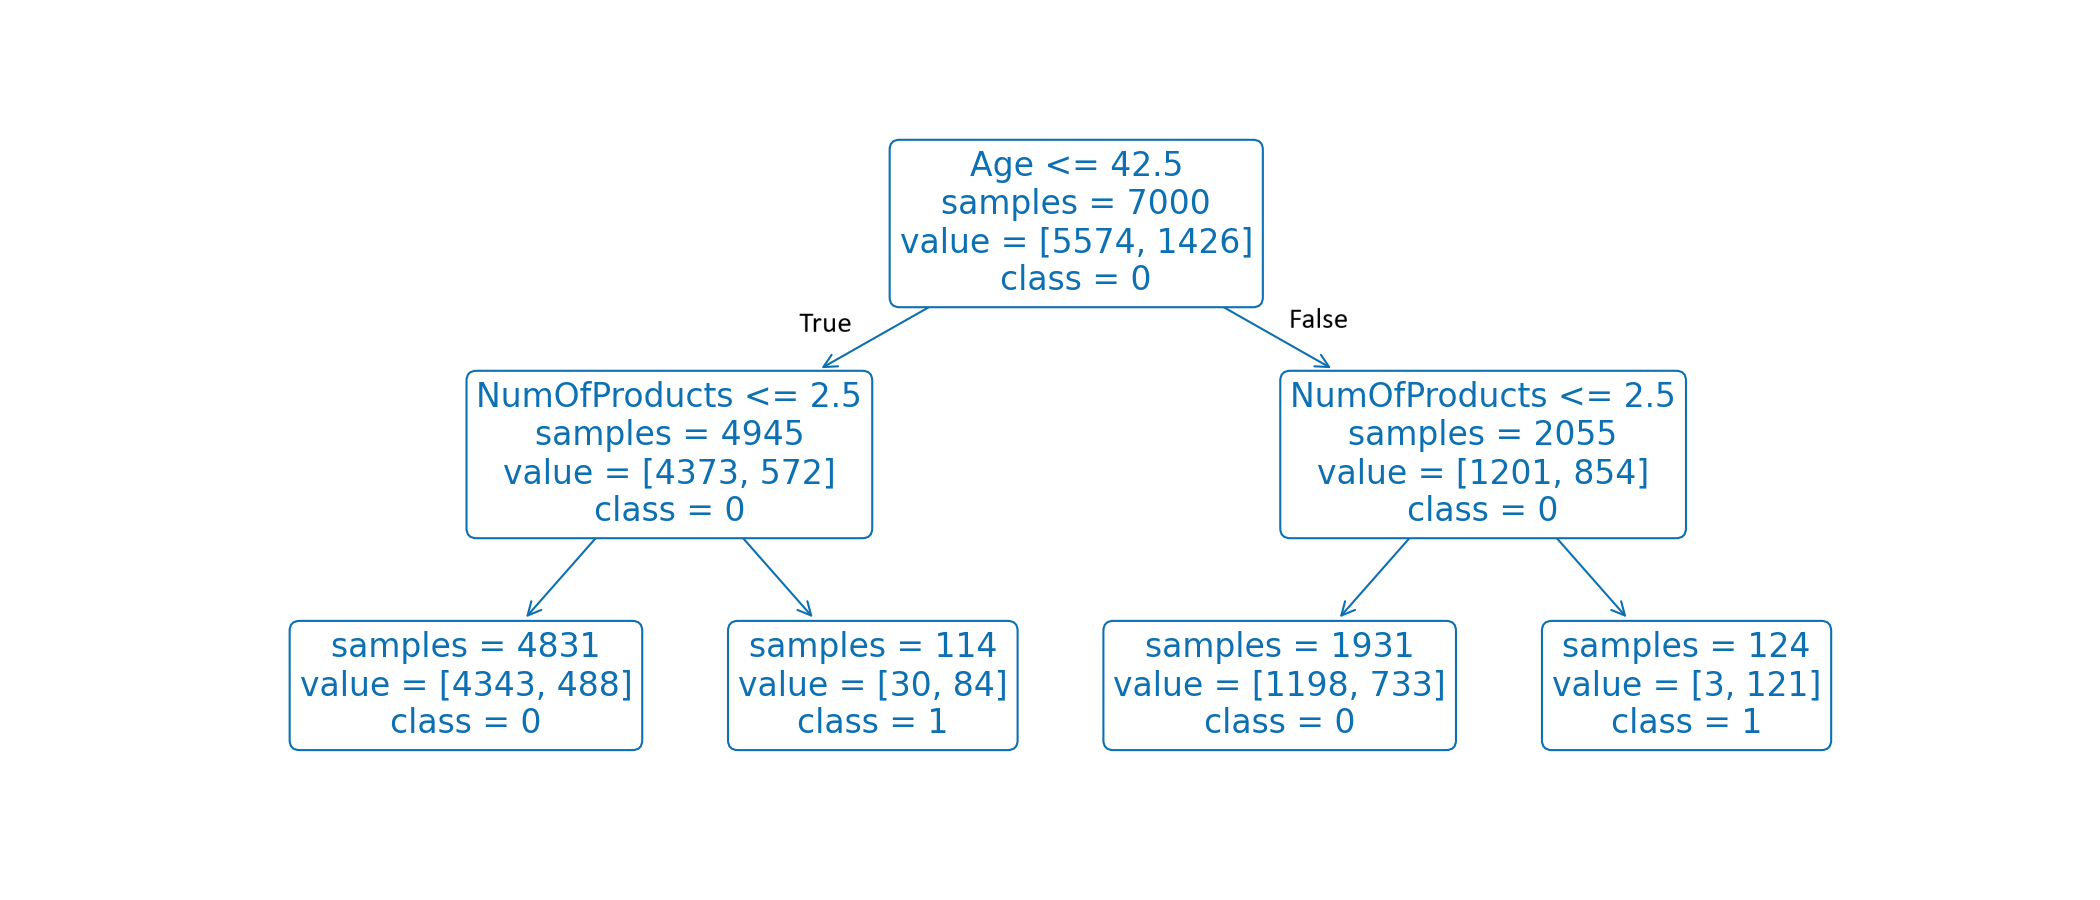 Age <= 42.5
samples = 7000
value = [5574, 1426]
class = 0
True
False
NumOfProducts <= 2.5
samples = 4945
value = [4373, 572]
class = 0
NumOfProducts <= 2.5
samples = 2055
value = [1201, 854]
class = 0
samples = 4831
value = [4343, 488]
class = 0
samples = 114
value = [30, 84]
class = 1
samples = 1931
value = [1198, 733]
class = 0
samples = 124
value = [3, 121]
class = 1